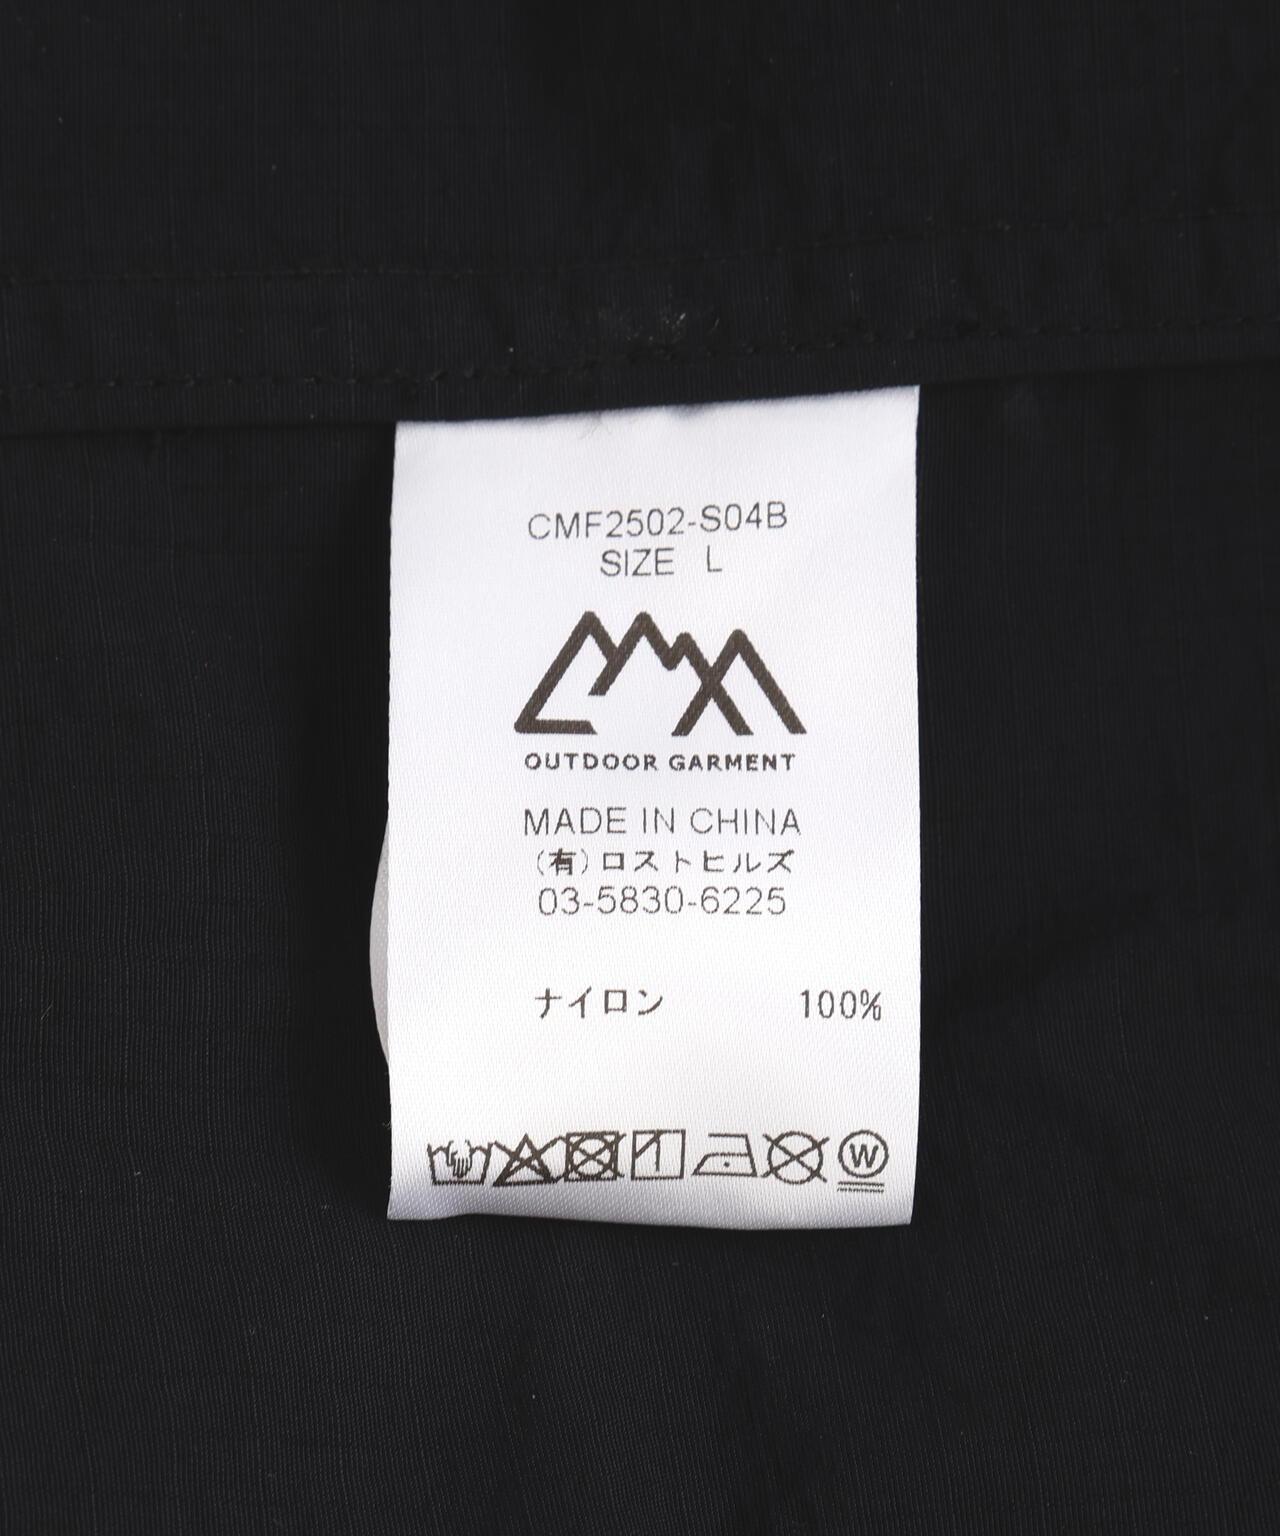 CMF2502-S04B
SIZE L
OUTDOOR GARMENT
MADE IN CHINA
(有)ロストヒルズ
03-5830-6225
ナイロン 100%
W